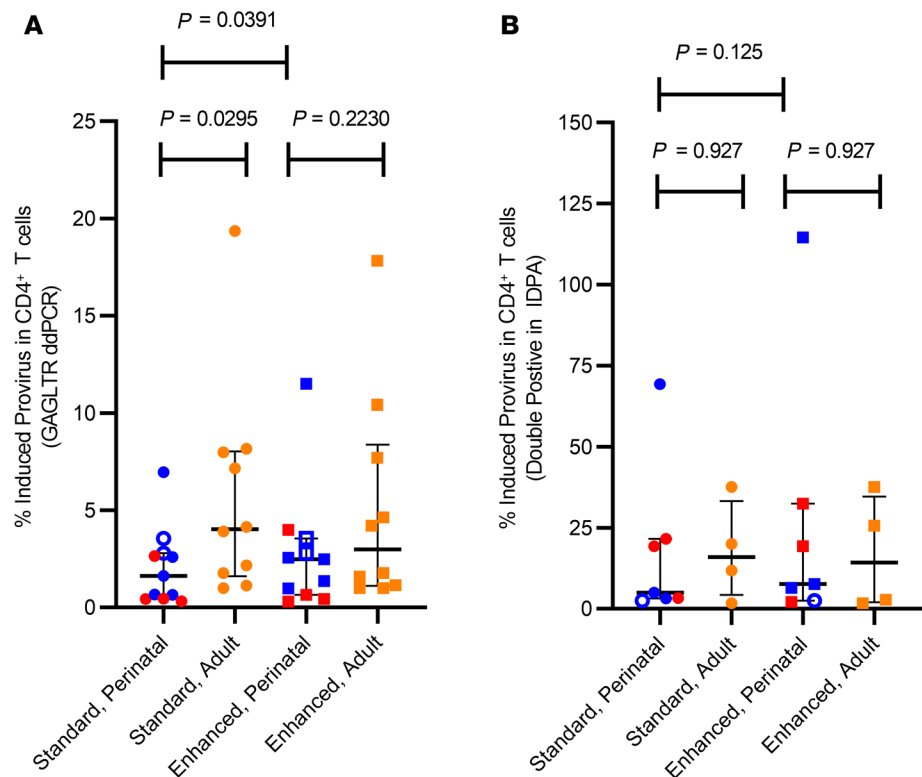 A
P = 0.0391
P = 0.0295
P = 0.2230
% Induced Provirus in CD4⁺ T cells
(GAGLTR ddPCR)
25
20
15
10
5
0
Standard, Perinatal
Standard, Adult
Enhanced, Perinatal
Enhanced, Adult
B
P = 0.125
P = 0.927
P = 0.927
% Induced Provirus in CD4⁺ T cells
(Double Postive in IDPA)
150
125
100
75
50
25
0
Standard, Perinatal
Standard, Adult
Enhanced, Perinatal
Enhanced, Adult